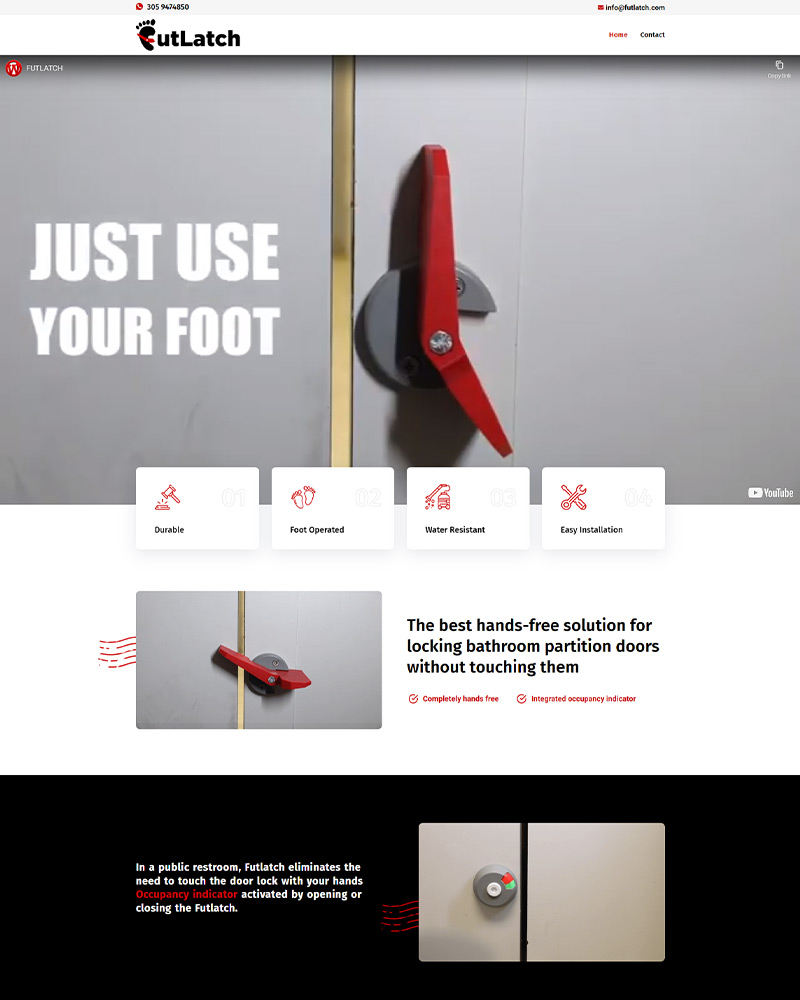 305 9474850
info@futlatch.com
FutLatch
Home
Contact
FUTLATCH
Copy link
JUST USE
YOUR FOOT
YouTube
01
Durable
02
Foot Operated
03
Water Resistant
04
Easy Installation
The best hands-free solution for
locking bathroom partition doors
without touching them
Completely hands free
Integrated occupancy indicator
In a public restroom, Futlatch eliminates the
need to touch the door lock with your hands
Occupancy indicator activated by opening or
closing the Futlatch.